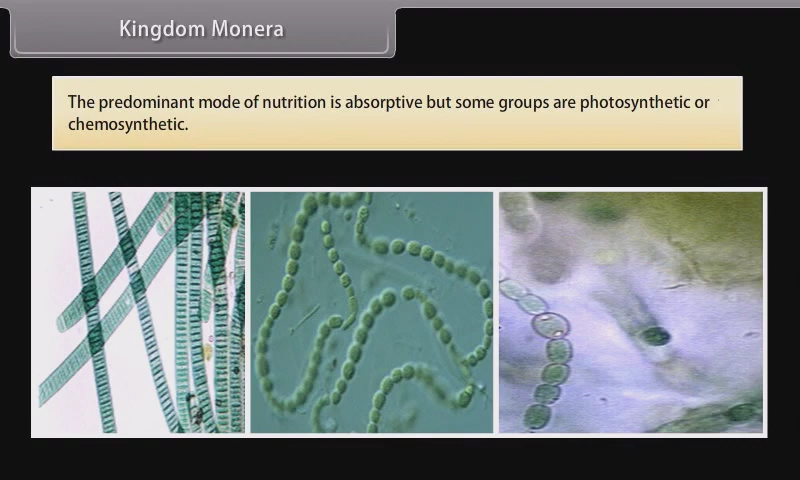 Kingdom Monera
The predominant mode of nutrition is absorptive but some groups are photosynthetic or
chemosynthetic.